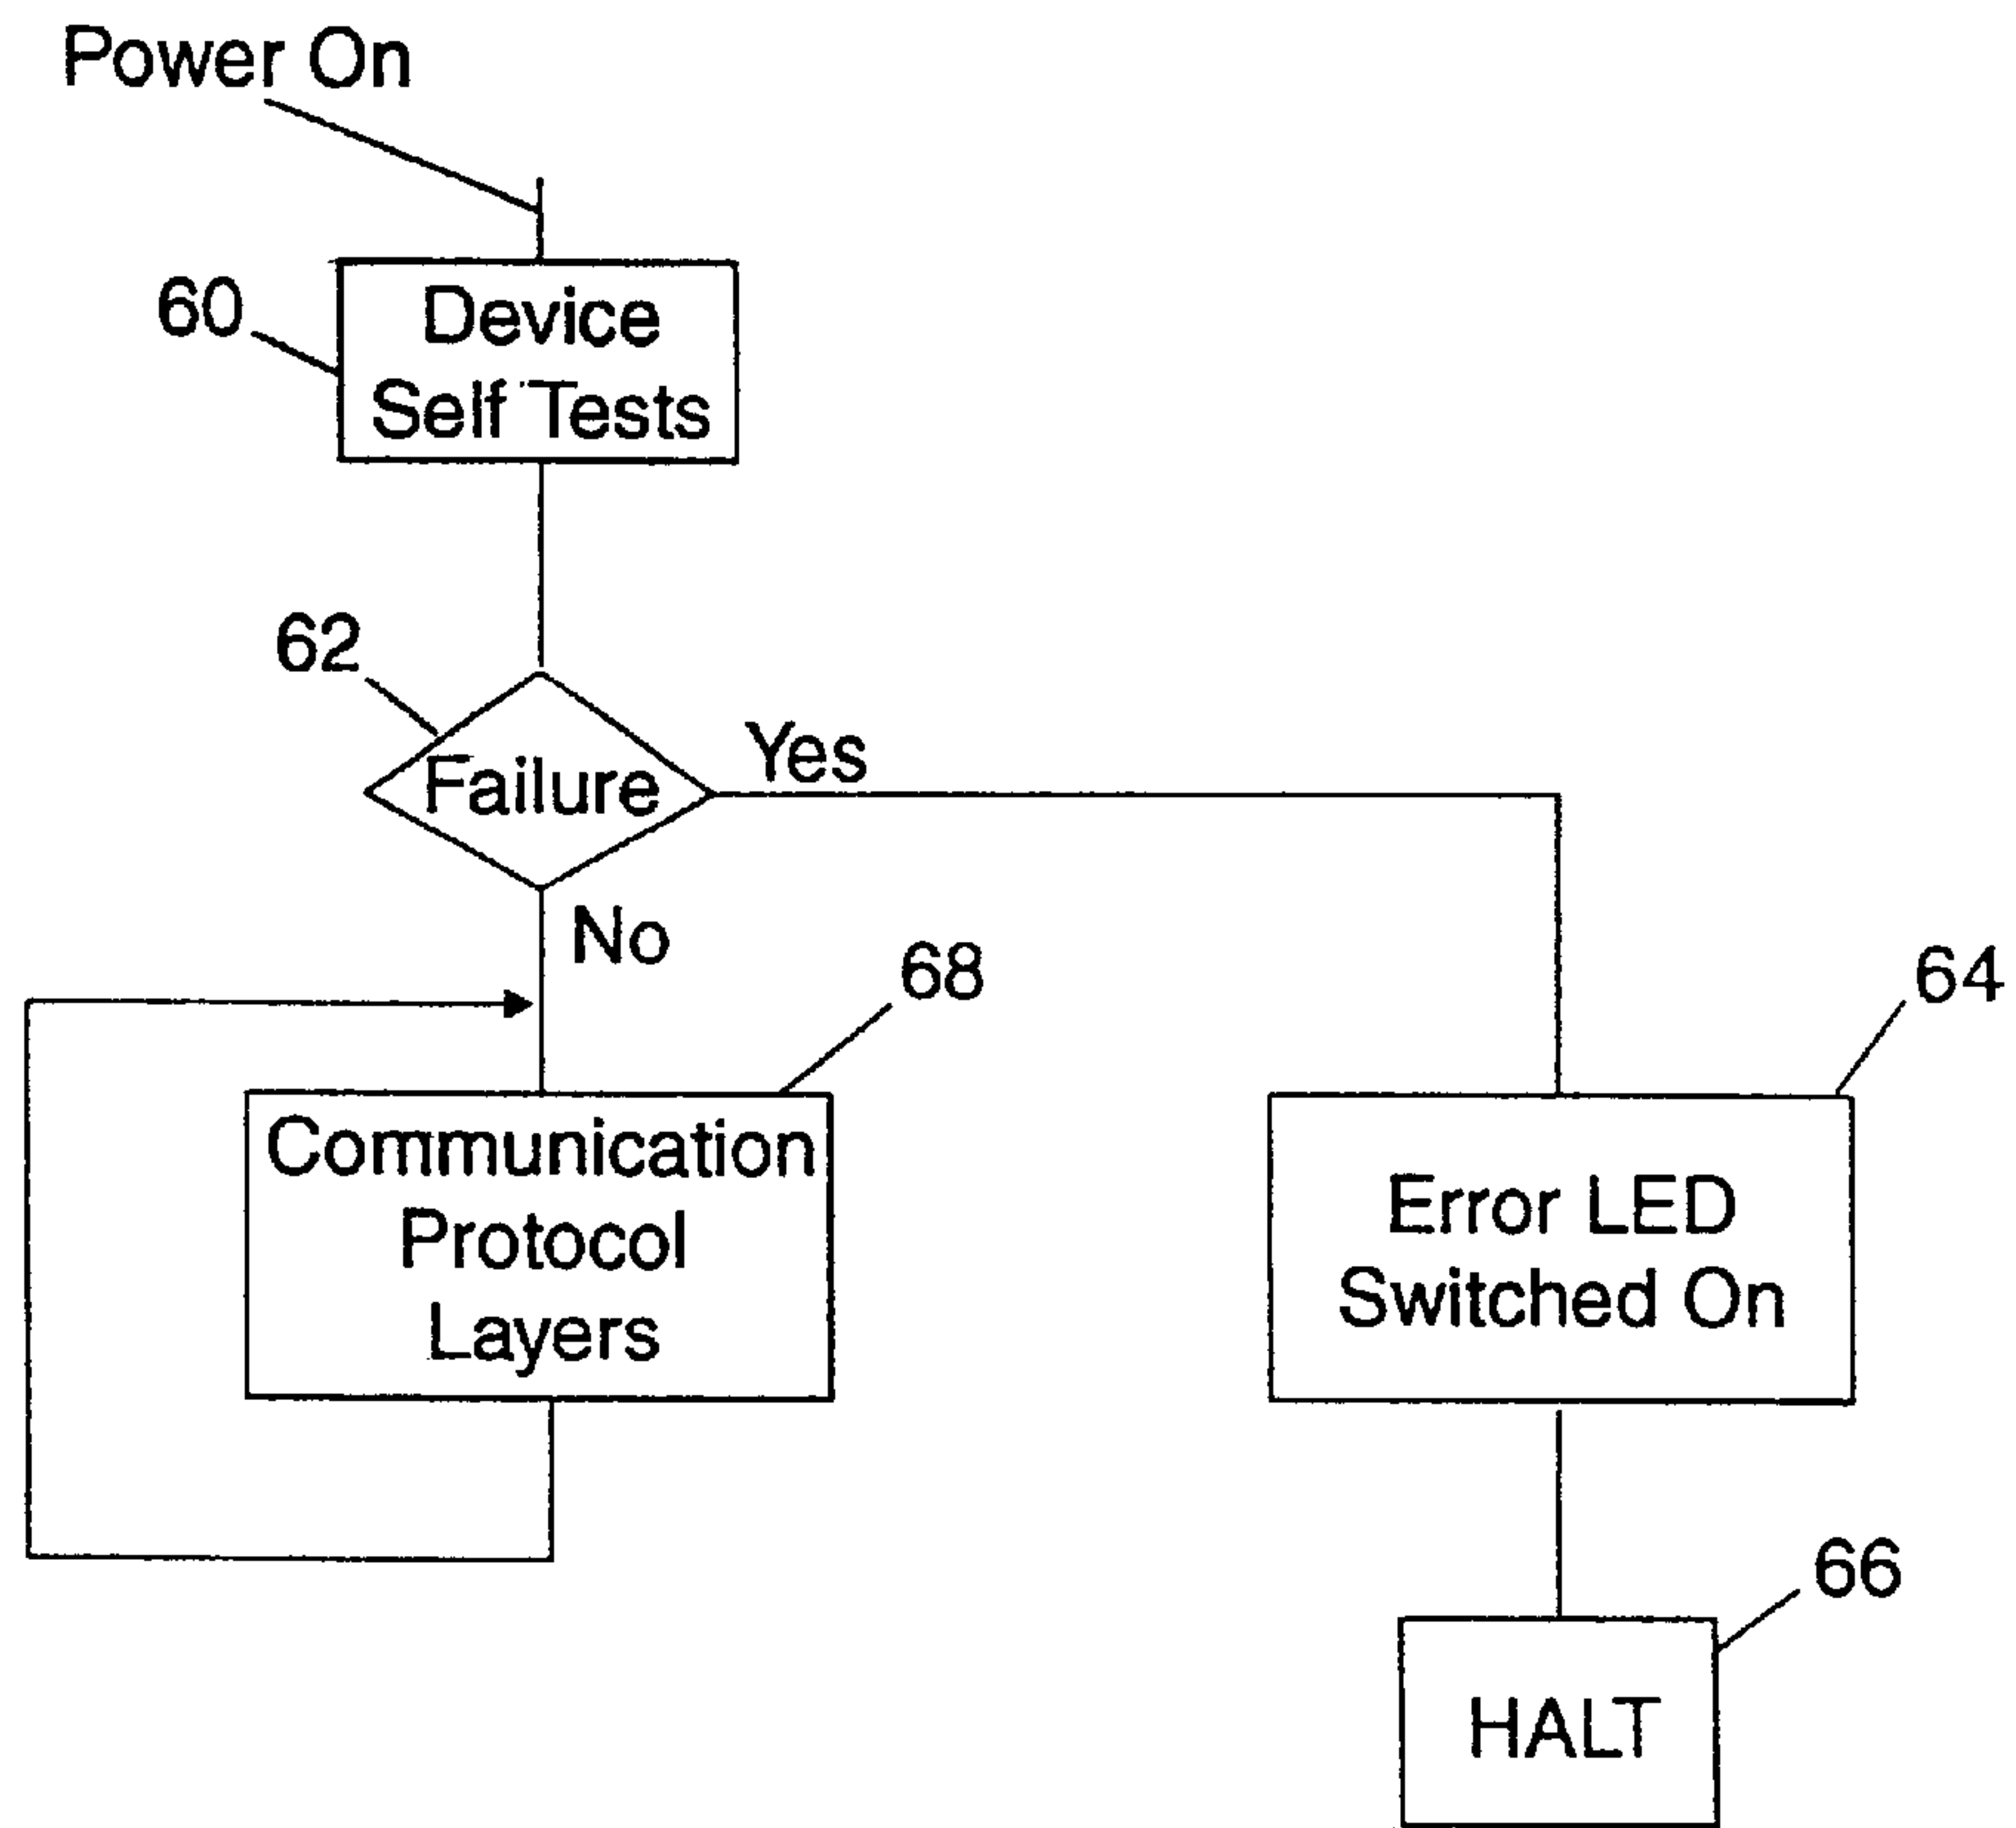 Power On
60
Device
Self Tests
62
Failure
Yes
No
68
64
Communication
Protocol
Layers
Error LED
Switched On
66
HALT